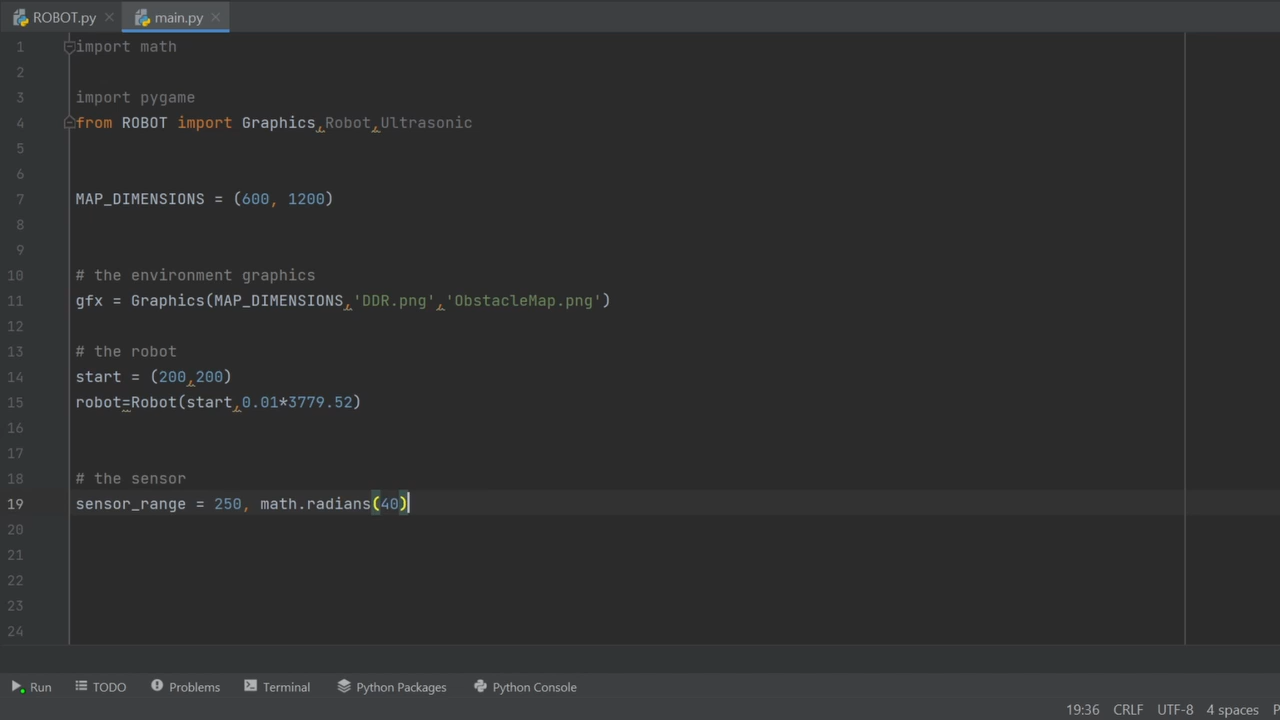 ROBOT.py main.py
1 import math
2
3 import pygame
4 from ROBOT import Graphics,Robot,Ultrasonic
5
6
7 MAP_DIMENSIONS = (600, 1200)
8
9
10 # the environment graphics
11 gfx = Graphics(MAP_DIMENSIONS,'DDR.png','ObstacleMap.png')
12
13 # the robot
14 start = (200,200)
15 robot=Robot(start,0.01*3779.52)
16
17
18 # the sensor
19 sensor_range = 250, math.radians(40)
20
21
22
23
24
Run TODO Problems Terminal Python Packages Python Console
19:36 CRLF UTF-8 4 spaces